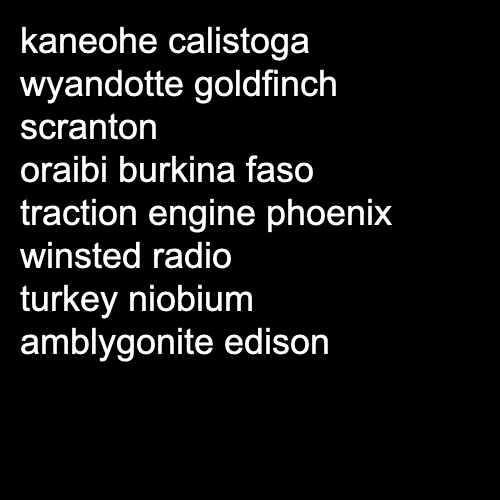 kaneohe calistoga
wyandotte goldfinch
scranton
oraibi burkina faso
traction engine phoenix
winsted radio
turkey niobium
amblygonite edison